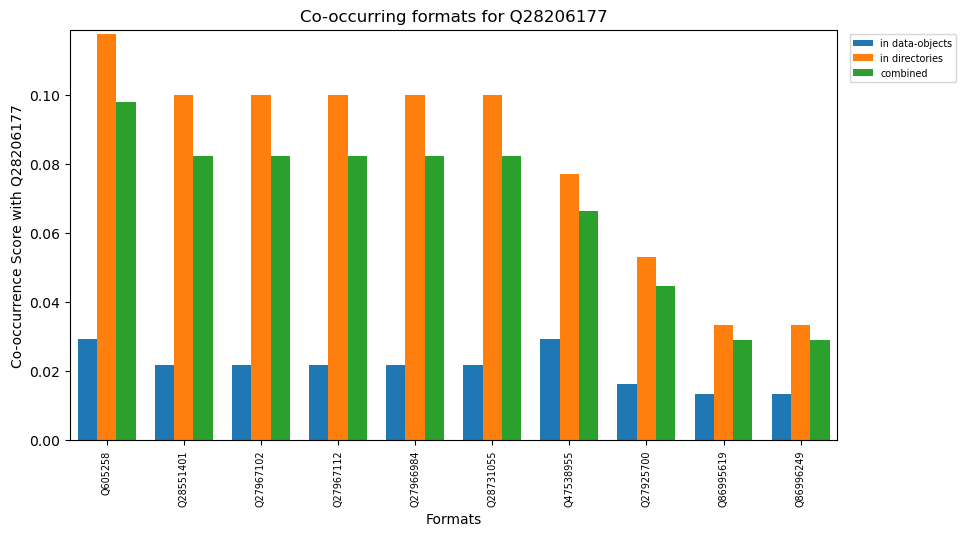 Co-occurring formats for Q28206177
in data-objects
in directories
combined
Co-occurrence Score with Q28206177
0.10
0.08
0.06
0.04
0.02
0.00
Q605258
Q28551401
Q27967102
Q27967112
Q27966984
Q28731055
Q47538955
Q27925700
Q86995619
Q86996249
Formats